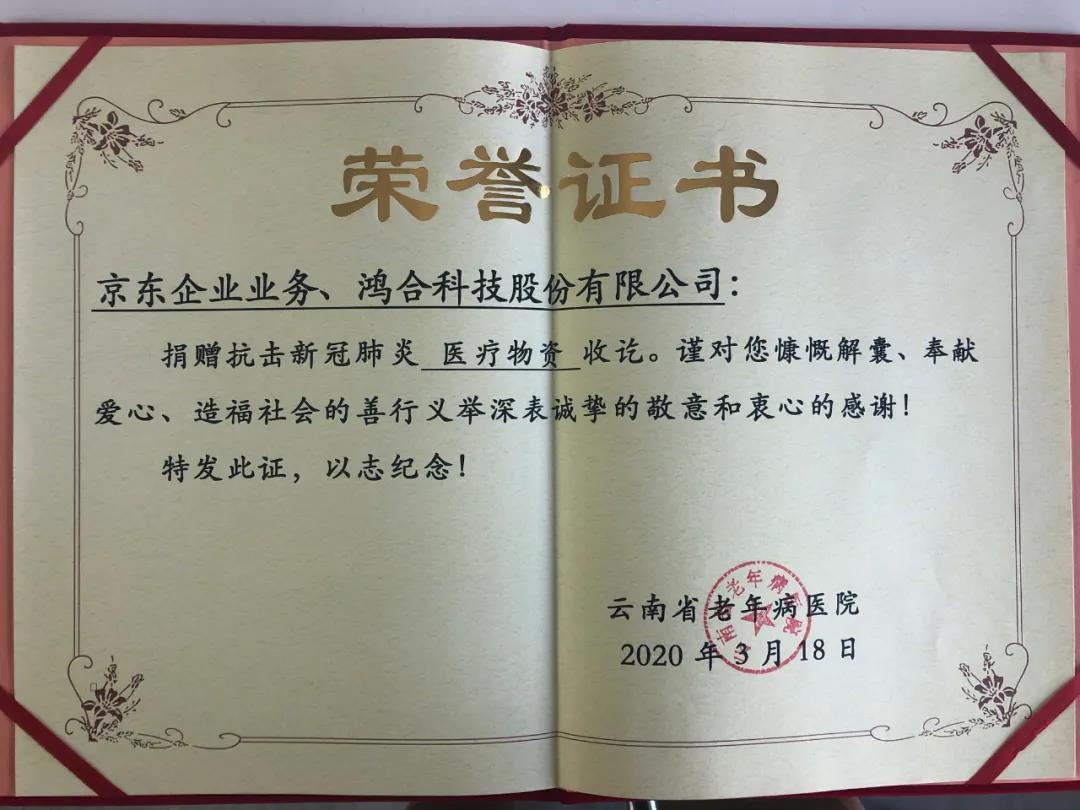 荣誉证书
京东企业业务、鸿合科技股份有限公司：
捐赠抗击新冠肺炎 医疗物资 收讫。谨对您慷慨解囊、奉献
爱心、造福社会的善行义举深表诚挚的敬意和衷心的感谢！
特发此证，以志纪念！
云南省老年病医院
2020 年 3 月 18 日